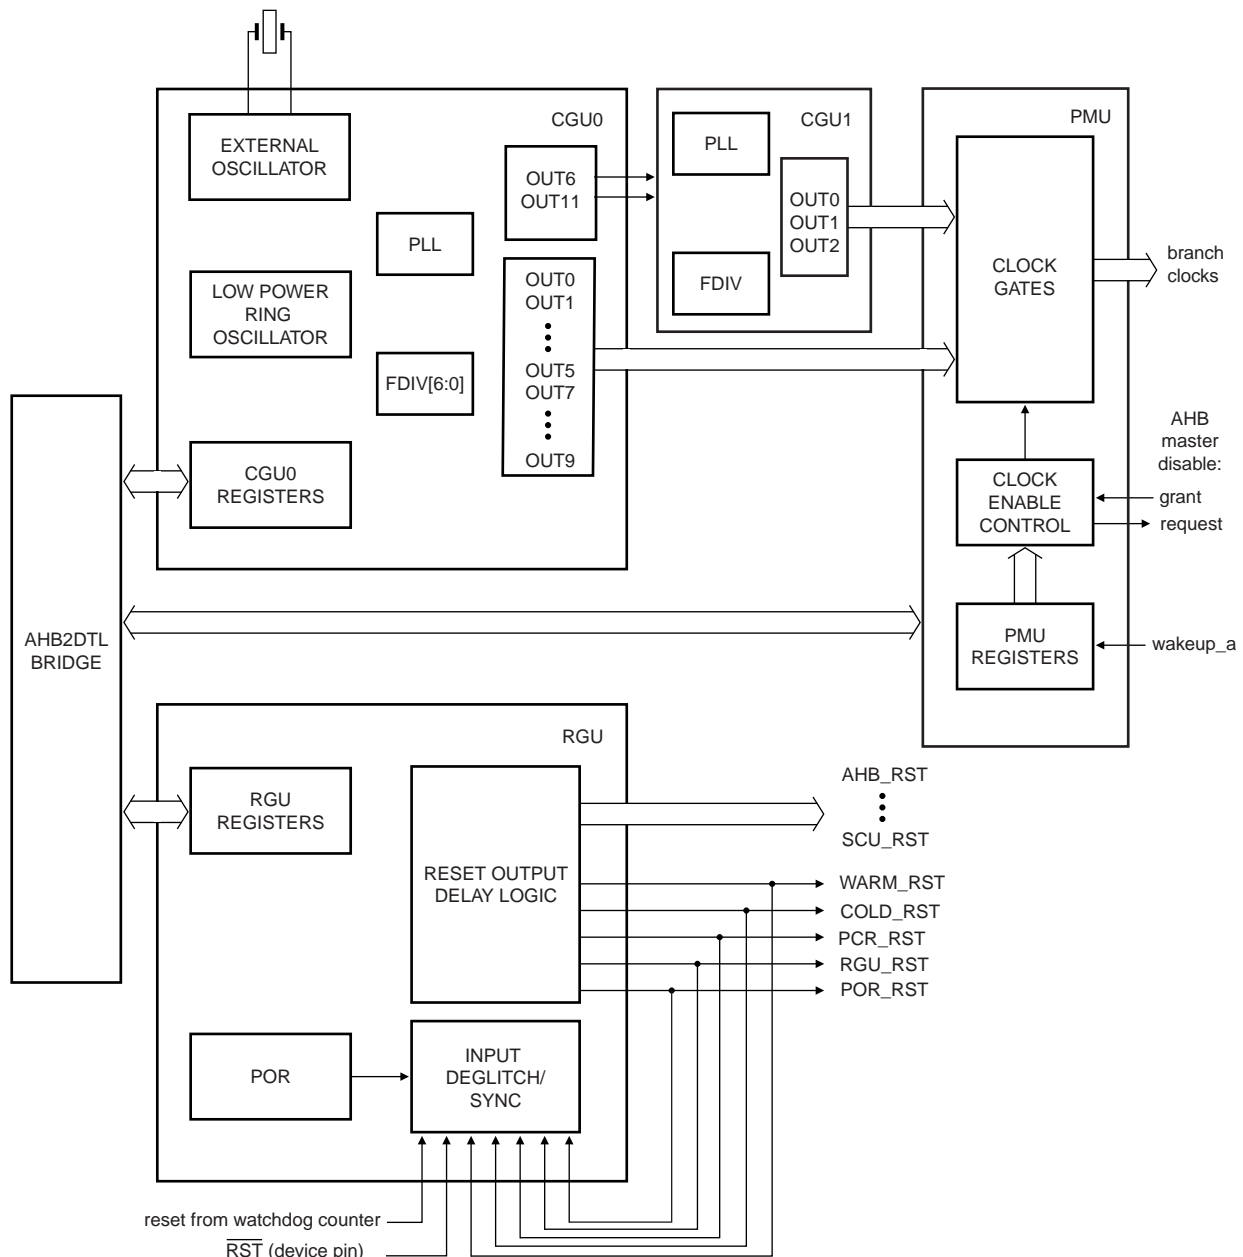 CGU0
EXTERNAL
OSCILLATOR
OUT6
OUT11
PLL
LOW POWER
RING
OSCILLATOR
OUT0
OUT1
OUT5
OUT7
OUT9
FDIV[6:0]
CGU0
REGISTERS
CGU1
PLL
OUT0
OUT1
OUT2
FDIV
PMU
CLOCK
GATES
branch
clocks
AHB
master
disable:
grant
request
CLOCK
ENABLE
CONTROL
PMU
REGISTERS
wakeup_a
AHB2DTL
BRIDGE
RGU
RGU
REGISTERS
RESET OUTPUT
DELAY LOGIC
AHB_RST
SCU_RST
WARM_RST
COLD_RST
PCR_RST
RGU_RST
POR_RST
POR
INPUT
DEGLITCH/
SYNC
reset from watchdog counter
RST (device pin)